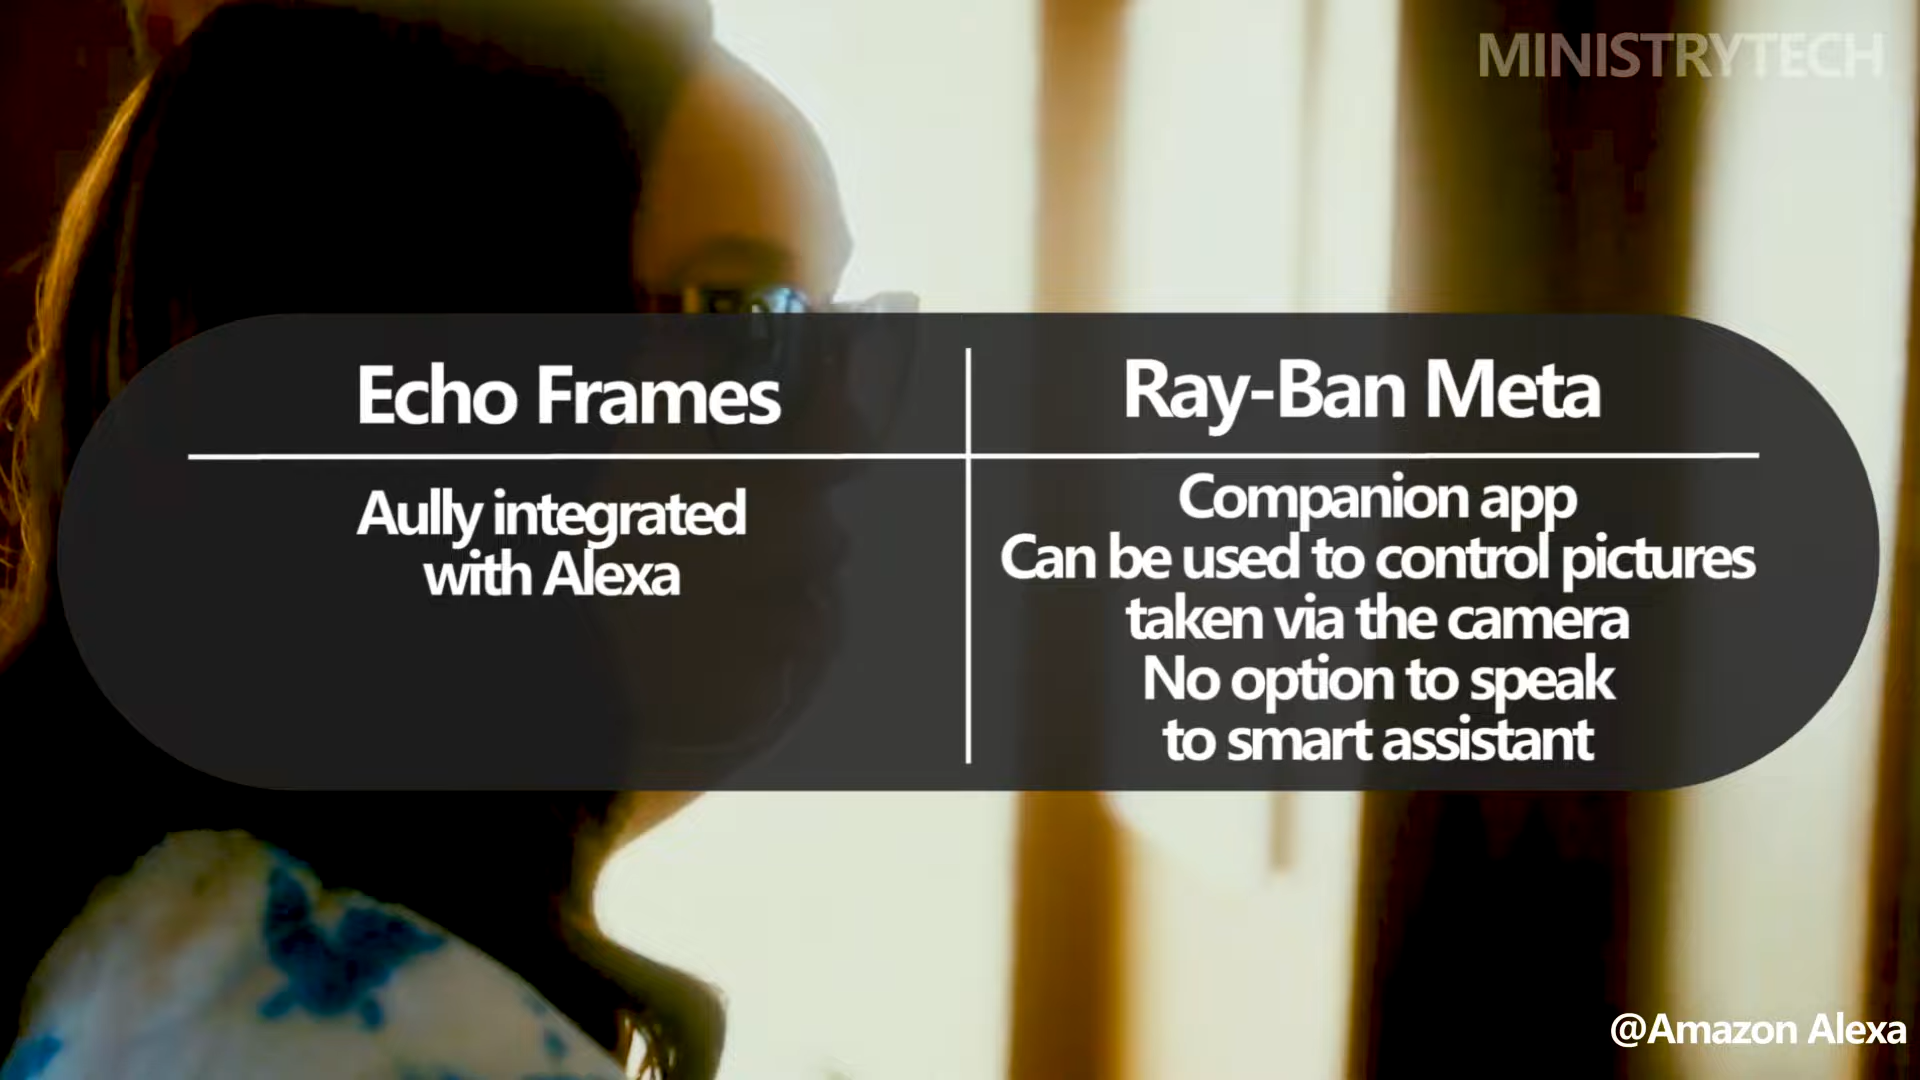 MINISTRYTECH
Echo Frames
Ray-Ban Meta
Aully integrated
with Alexa
Companion app
Can be used to control pictures
taken via the camera
No option to speak
to smart assistant
@Amazon Alexa